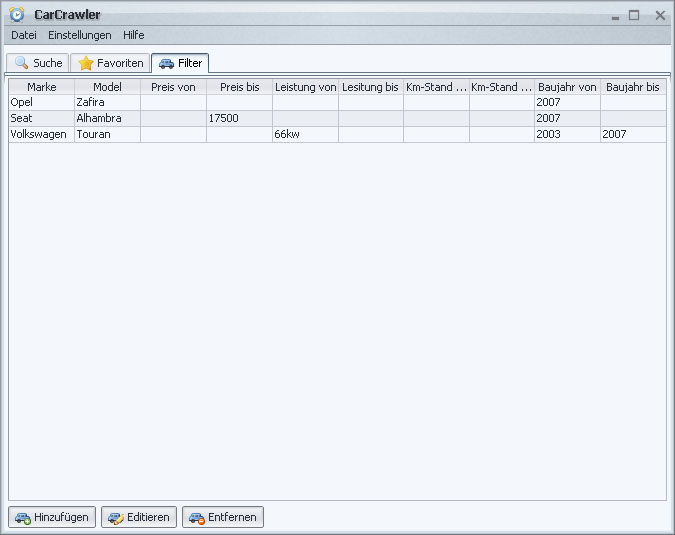 CarCrawler
Datei Einstellungen Hilfe
Suche Favoriten Filter
Marke Model Preis von Preis bis Leistung von Lesitung bis Km-Stand ... Km-Stand ... Baujahr von Baujahr bis
Opel Zafira 2007
Seat Alhambra 17500 2007
Volkswagen Touran 66kw 2003 2007
Hinzufügen Editieren Entfernen